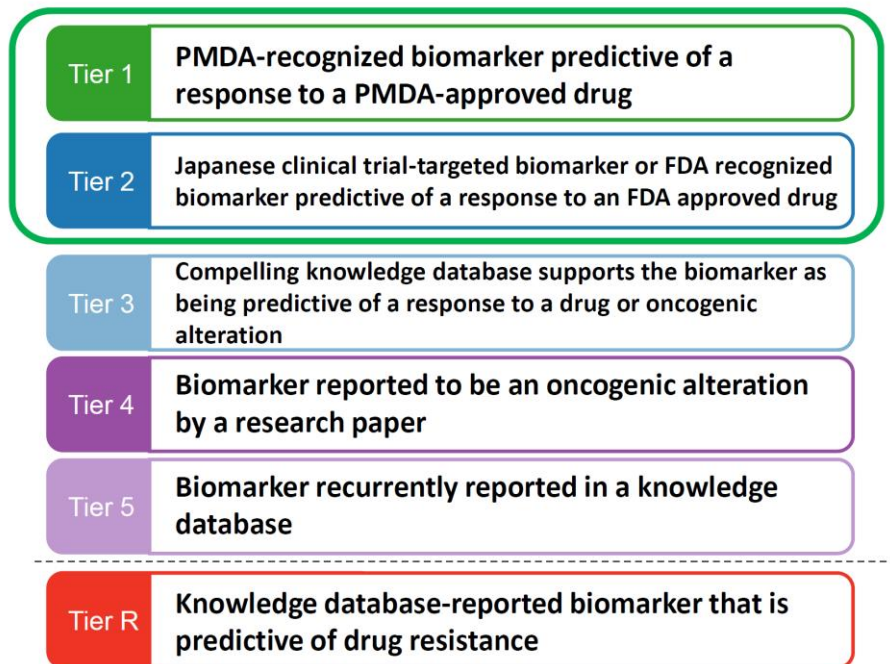 Tier 1
PMDA-recognized biomarker predictive of a
response to a PMDA-approved drug
Tier 2
Japanese clinical trial-targeted biomarker or FDA recognized
biomarker predictive of a response to an FDA approved drug
Tier 3
Compelling knowledge database supports the biomarker as
being predictive of a response to a drug or oncogenic
alteration
Tier 4
Biomarker reported to be an oncogenic alteration
by a research paper
Tier 5
Biomarker recurrently reported in a knowledge
database
Tier R
Knowledge database-reported biomarker that is
predictive of drug resistance